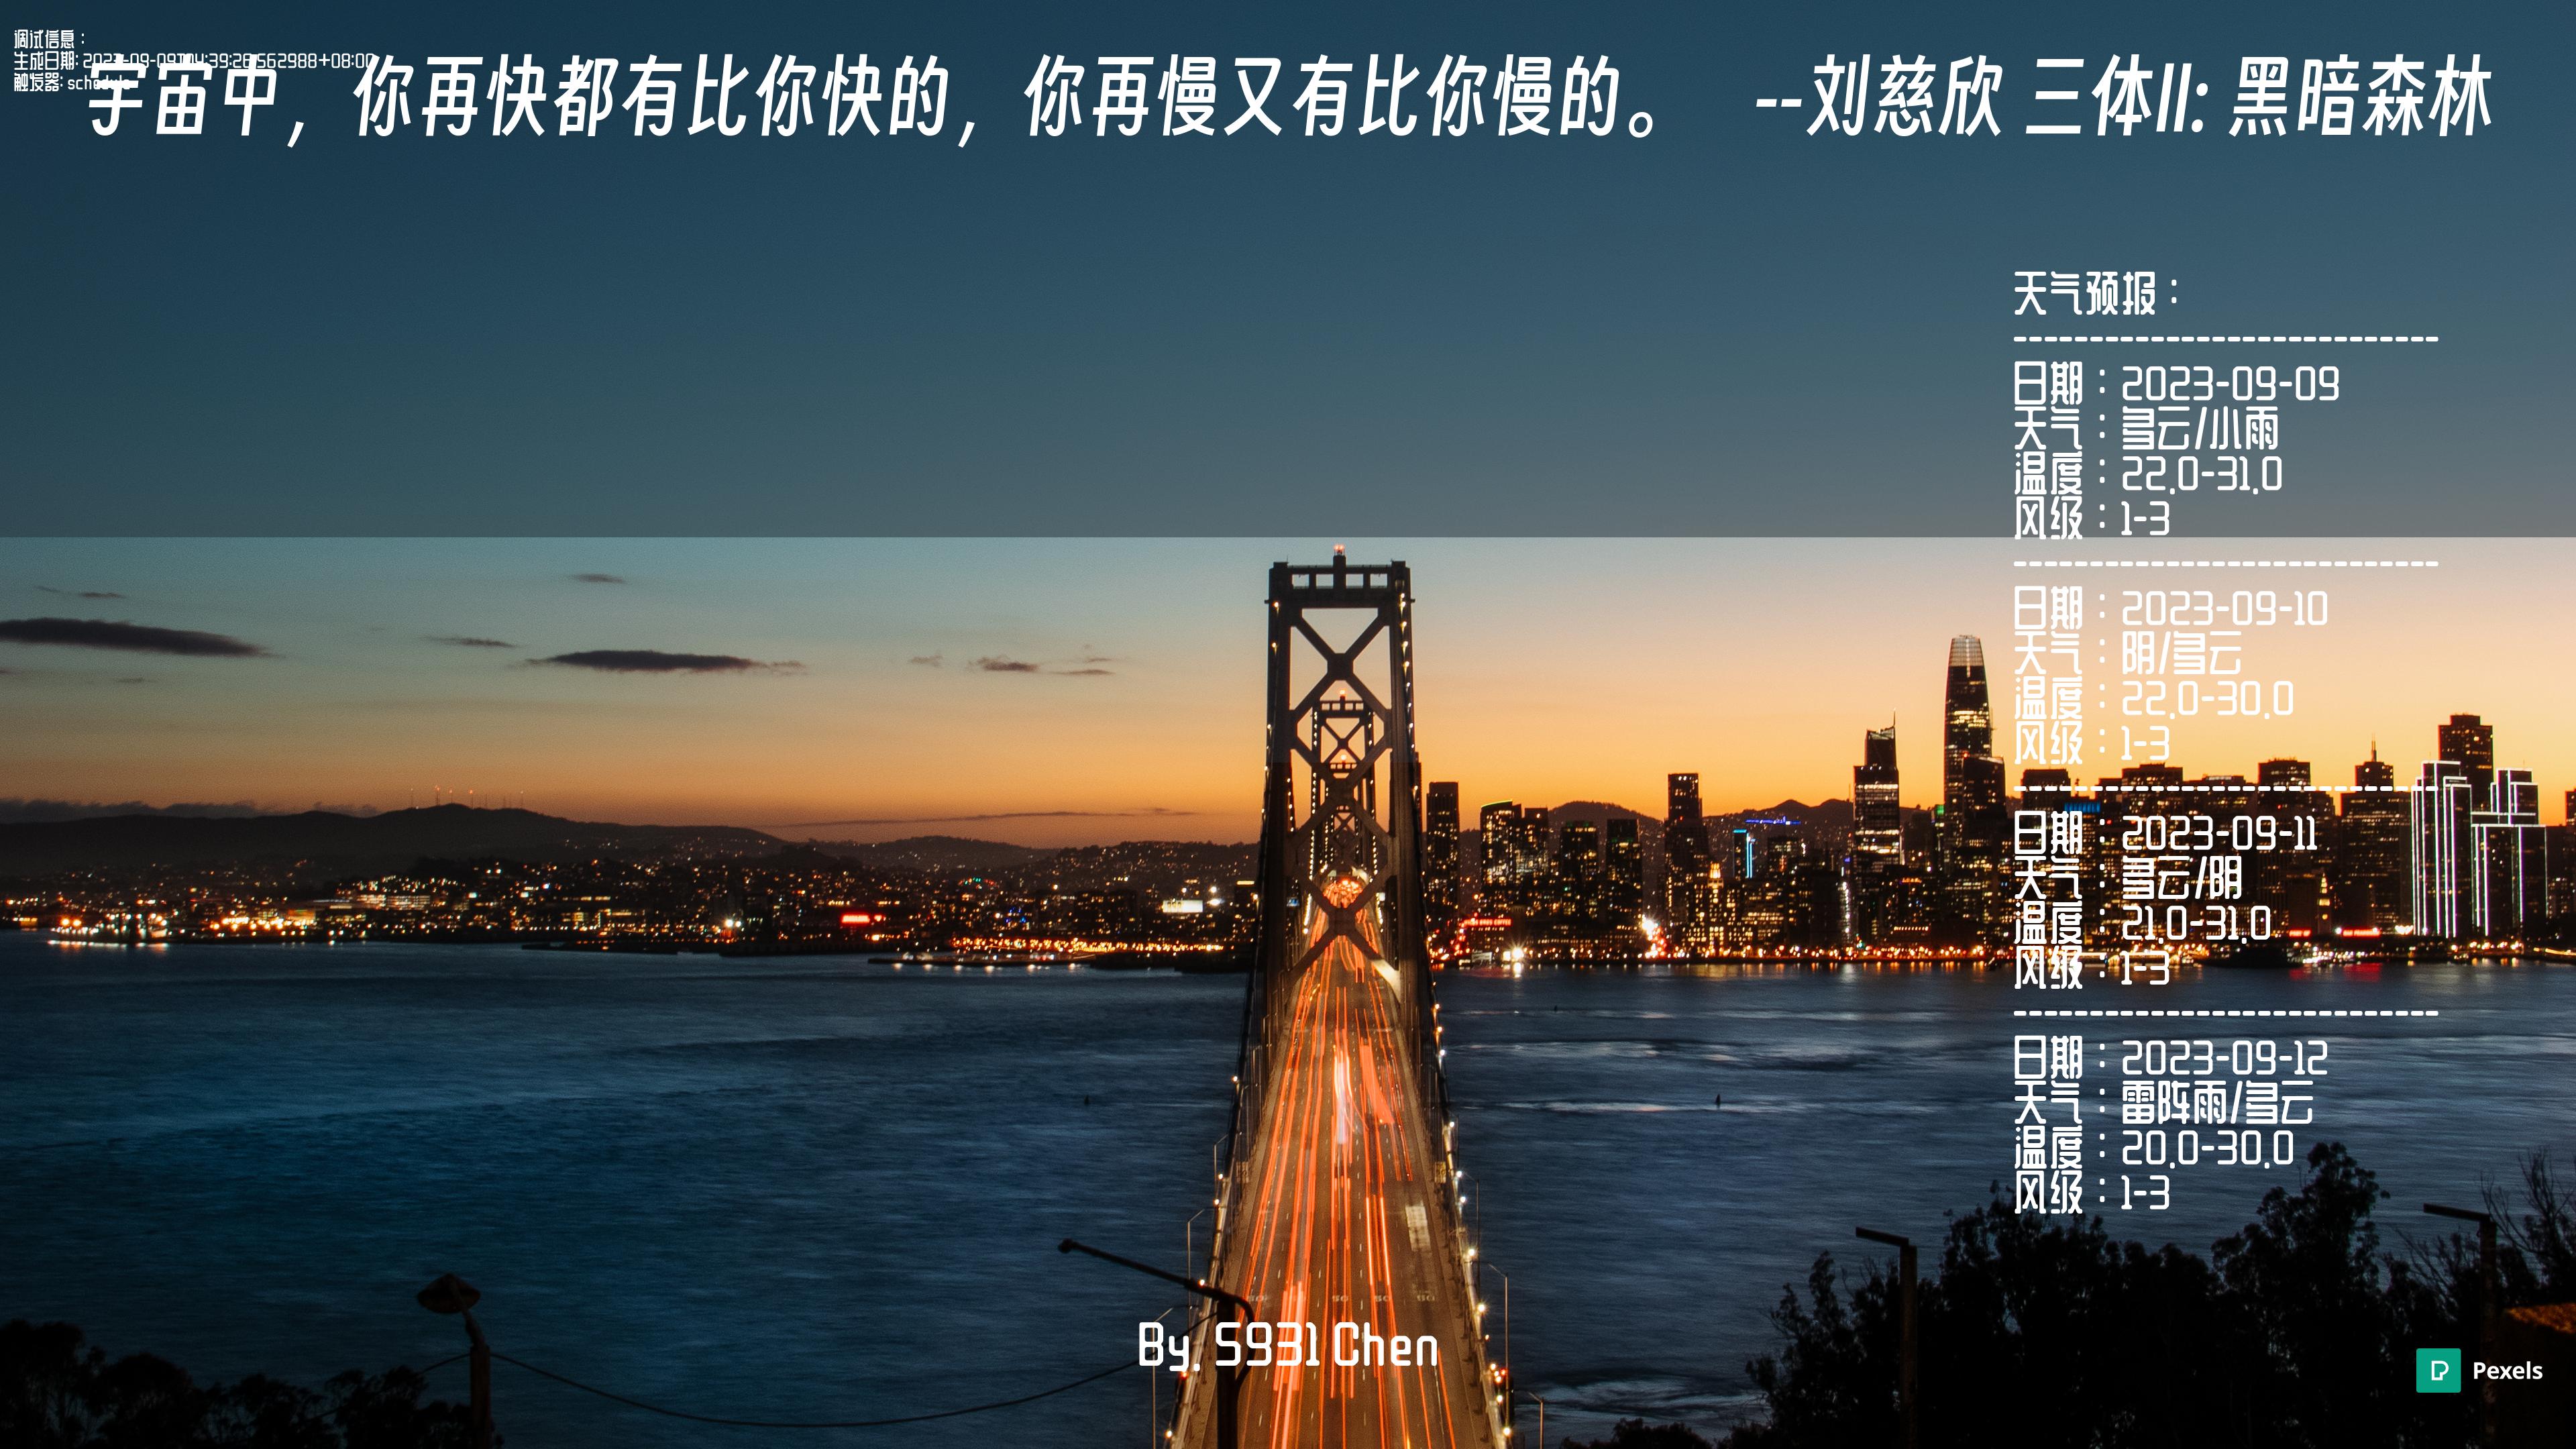 调试信息：
生成日期: 2023-09-09T04:39:26.562988+08:00
触发器: schedule
宇宙中，你再快都有比你快的，你再慢又有比你慢的。 --刘慈欣 三体II: 黑暗森林
天气预报：
----------------------------
日期：2023-09-09
天气：多云/小雨
温度：22.0-31.0
风级：1-3
----------------------------
日期：2023-09-10
天气：阴/多云
温度：22.0-30.0
风级：1-3
----------------------------
日期：2023-09-11
天气：多云/阴
温度：21.0-31.0
风级：1-3
----------------------------
日期：2023-09-12
天气：雷阵雨/多云
温度：20.0-30.0
风级：1-3
By. 5931 Chen
Pexels